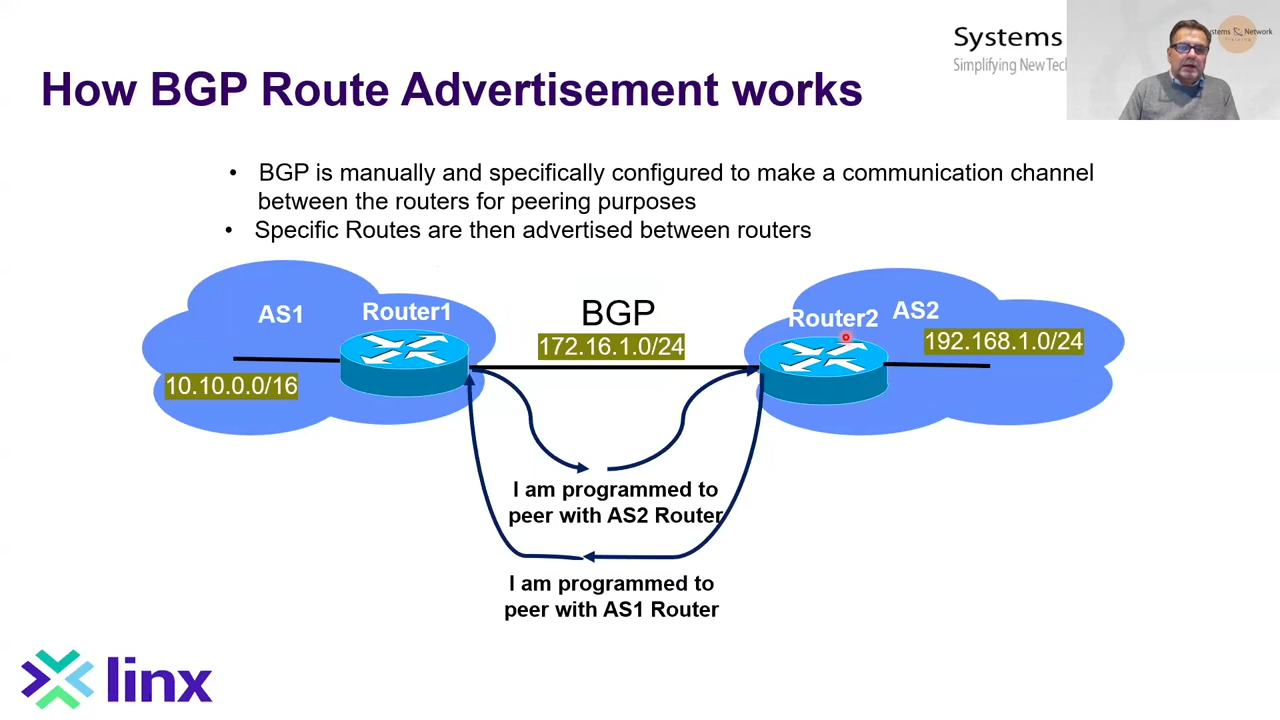 Systems
Simplifying New Tec
Systems & Network
Training
How BGP Route Advertisement works
• BGP is manually and specifically configured to make a communication channel
between the routers for peering purposes
• Specific Routes are then advertised between routers
AS1
Router1
BGP
172.16.1.0/24
Router2
AS2
192.168.1.0/24
10.10.0.0/16
I am programmed to
peer with AS2 Router
I am programmed to
peer with AS1 Router
linx